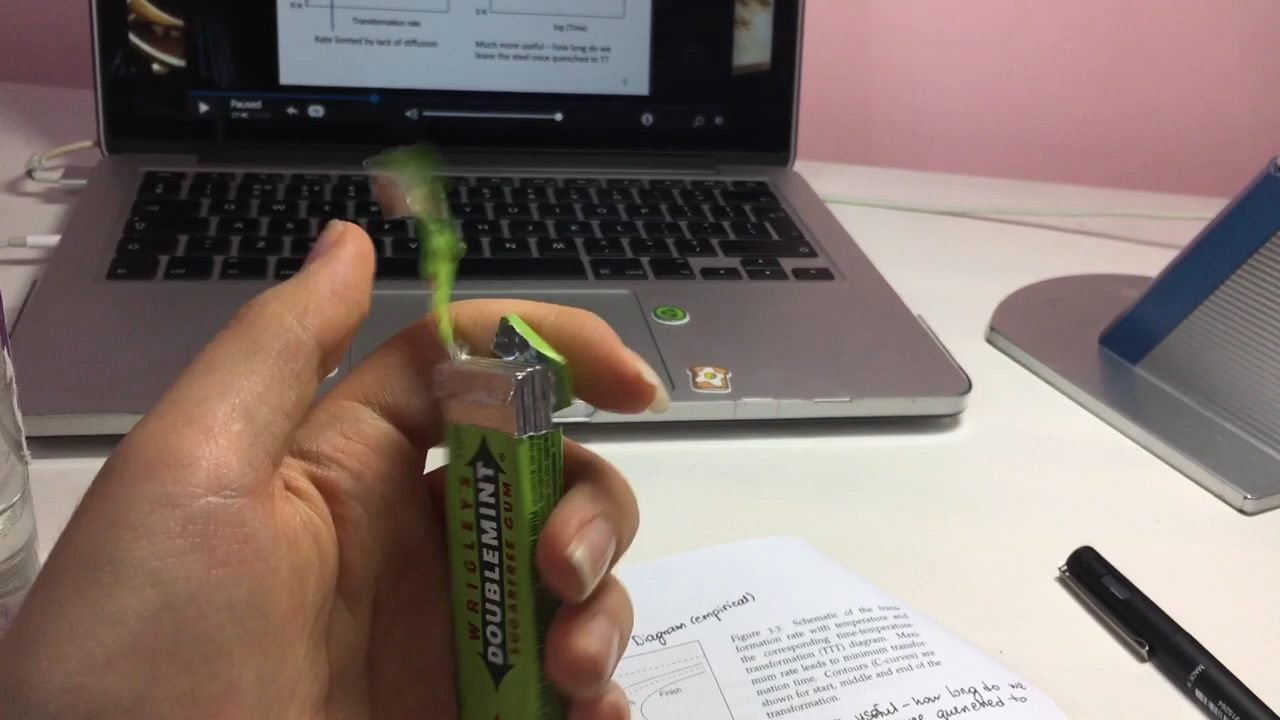 0 K
Transformation rate
Rate limited by lack of diffusion
0 K
log (Time)
Much more useful – how long do we
leave the steel once quenched to T?
Paused
WRIGLEY'S
DOUBLEMINT
SUGARFREE GUM
Diagram (empirical)
Finish
Figure 3.3: Schematic of the trans-
formation rate with temperature and
the corresponding time-temperature-
transformation (TTT) diagram. Maxi-
mum rate leads to minimum transfor-
mation time. Contours (C-curves) are
shown for start, middle and end of the
transformation.
useful - how long do we
quenched to